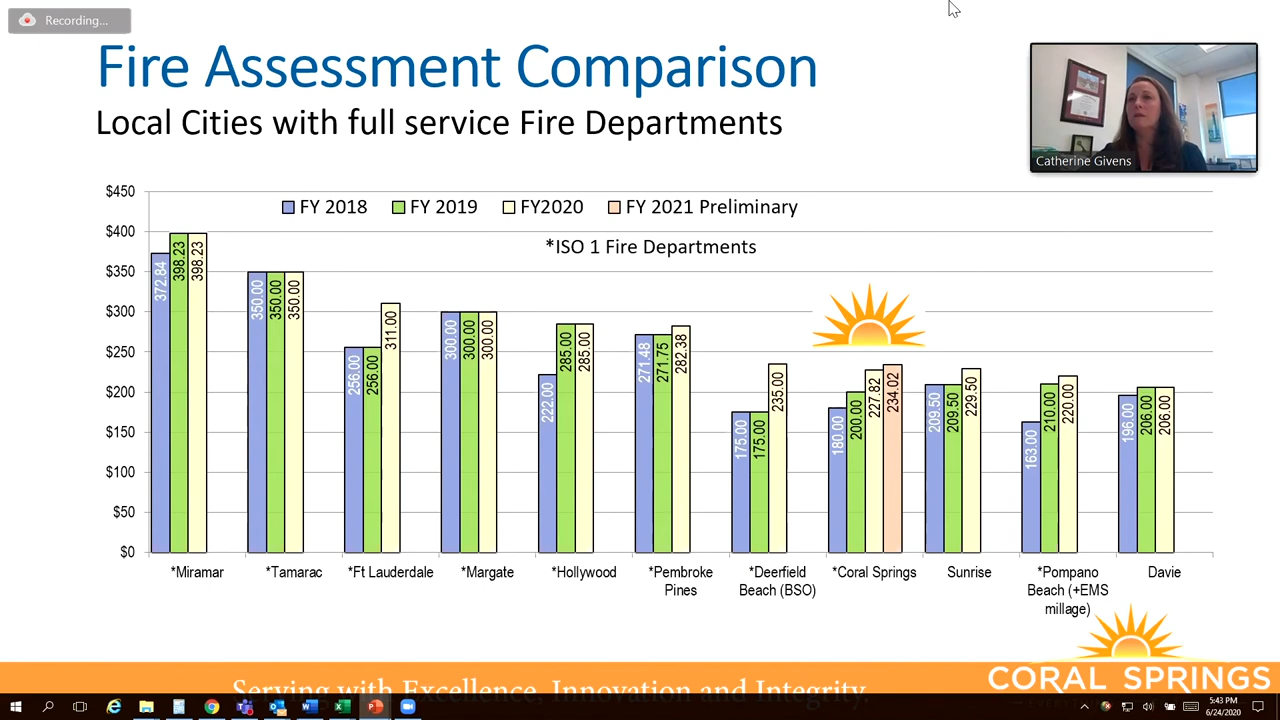 Recording...
Fire Assessment Comparison
Local Cities with full service Fire Departments
Catherine Givens
$450
$400
$350
$300
$250
$200
$150
$100
$50
$0
FY 2018
FY 2019
FY2020
FY 2021 Preliminary
*ISO 1 Fire Departments
372.84
398.23
398.23
350.00
350.00
350.00
256.00
256.00
311.00
300.00
300.00
300.00
222.00
285.00
285.00
271.48
271.75
282.38
175.00
175.00
235.00
180.00
200.00
227.82
234.02
209.50
209.50
229.50
163.00
210.00
220.00
196.00
206.00
206.00
*Miramar
*Tamarac
*Ft Lauderdale
*Margate
*Hollywood
*Pembroke
Pines
*Deerfield
Beach (BSO)
*Coral Springs
Sunrise
*Pompano
Beach (+EMS
millage)
Davie
CORAL SPRINGS
Serving with Excellence, Innovation and Integrity.
5:43 PM
6/24/2020